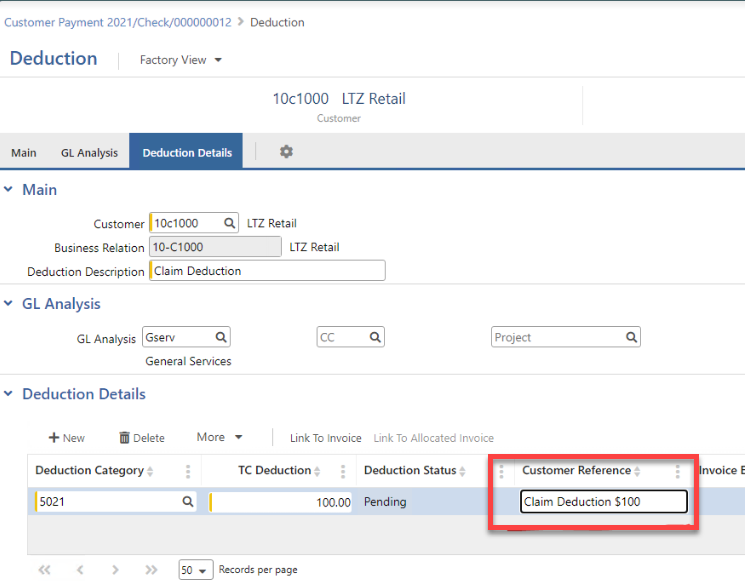 Customer Payment 2021/Check/000000012 > Deduction
Deduction Factory View
10c1000 LTZ Retail
Customer
Main GL Analysis Deduction Details
Main
Customer 10c1000 LTZ Retail
Business Relation 10-C1000 LTZ Retail
Deduction Description Claim Deduction
GL Analysis
GL Analysis Gserv CC Project
General Services
Deduction Details
New Delete More Link To Invoice Link To Allocated Invoice
Deduction Category TC Deduction Deduction Status Customer Reference Invoice
5021 100.00 Pending Claim Deduction $100
50 Records per page